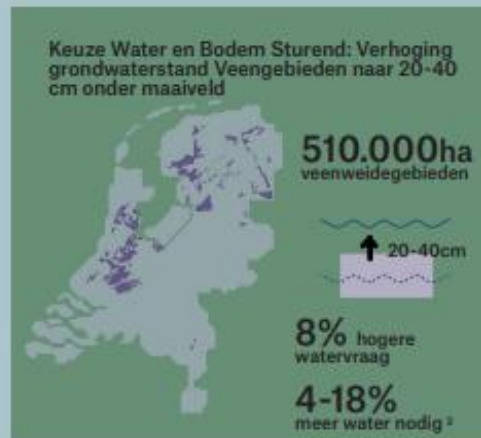 Keuze Water en Bodem Sturend: Verhoging
grondwaterstand Veengebieden naar 20-40
cm onder maaiveld
510.000ha
veenweidegebieden
20-40cm
8% hogere
watervraag
4-18%
meer water nodig ²